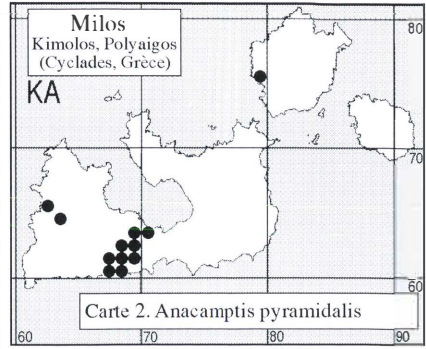 Milos
Kimolos, Polyaigos
(Cyclades, Grèce)
KA
80
70
60
Carte 2. Anacamptis pyramidalis
60 70 80 90